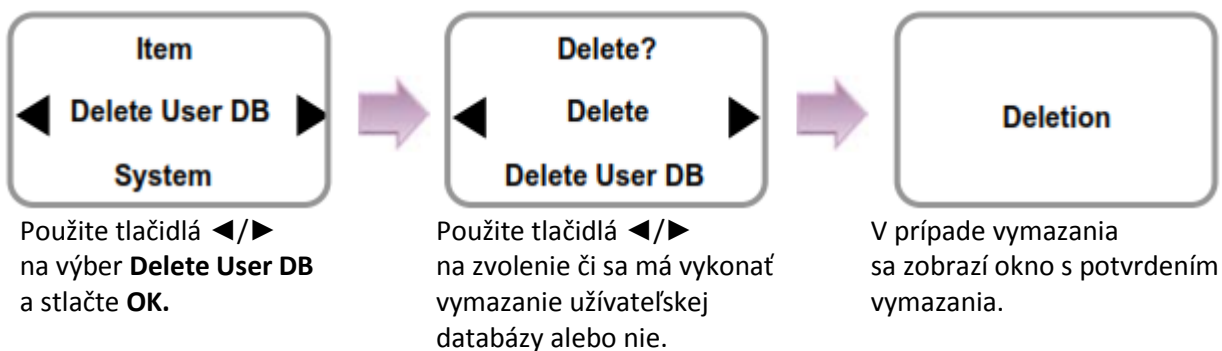 Item
◀ Delete User DB ▶
System
Delete?
◀ Delete ▶
Delete User DB
Deletion
Použite tlačidlá ◄/►
na výber Delete User DB
a stlačte OK.
Použite tlačidlá ◄/►
na zvolenie či sa má vykonať
vymazanie užívateľskej
databázy alebo nie.
V prípade vymazania
sa zobrazí okno s potvrdením
vymazania.